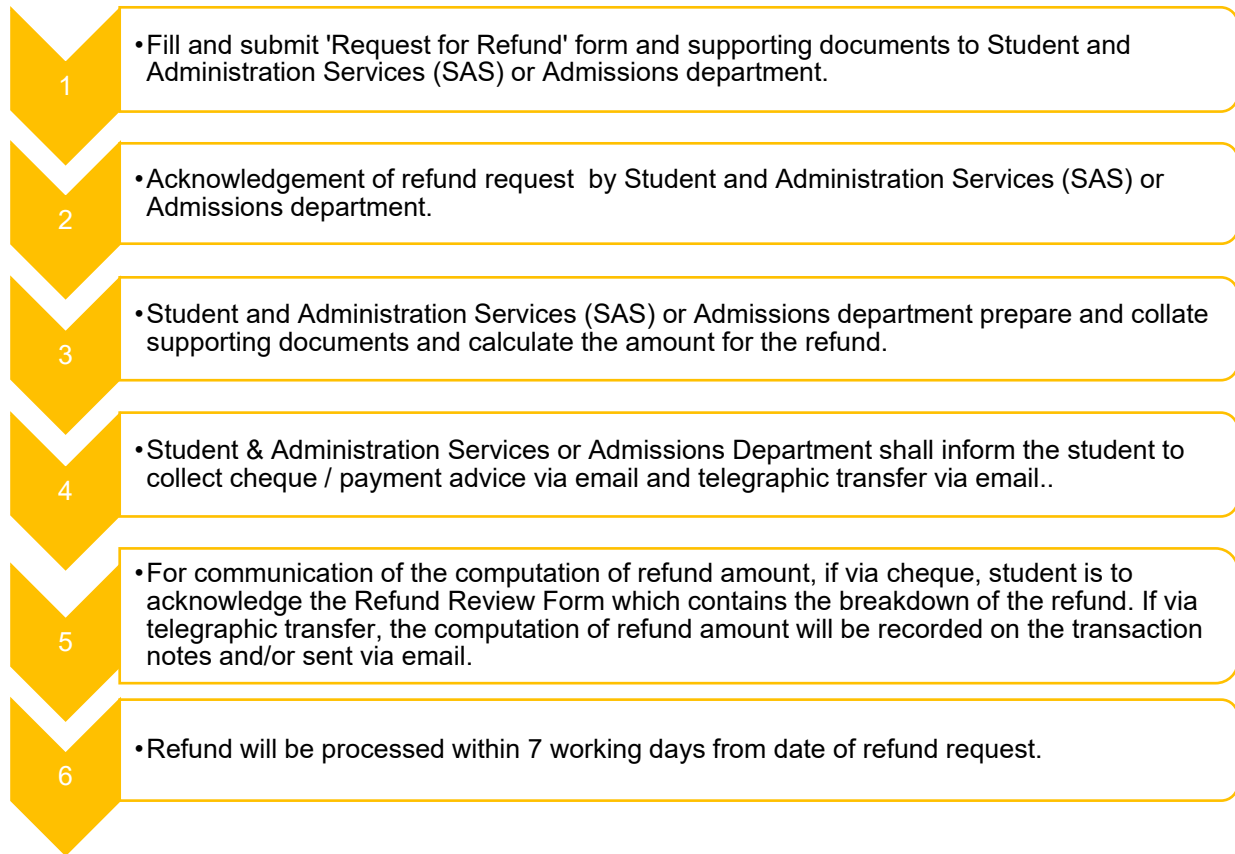 1
•Fill and submit 'Request for Refund' form and supporting documents to Student and
Administration Services (SAS) or Admissions department.
2
•Acknowledgement of refund request  by Student and Administration Services (SAS) or
Admissions department.
3
•Student and Administration Services (SAS) or Admissions department prepare and collate
supporting documents and calculate the amount for the refund.
4
•Student & Administration Services or Admissions Department shall inform the student to
collect cheque / payment advice via email and telegraphic transfer via email..
5
•For communication of the computation of refund amount, if via cheque, student is to
acknowledge the Refund Review Form which contains the breakdown of the refund. If via
telegraphic transfer, the computation of refund amount will be recorded on the transaction
notes and/or sent via email.
6
•Refund will be processed within 7 working days from date of refund request.